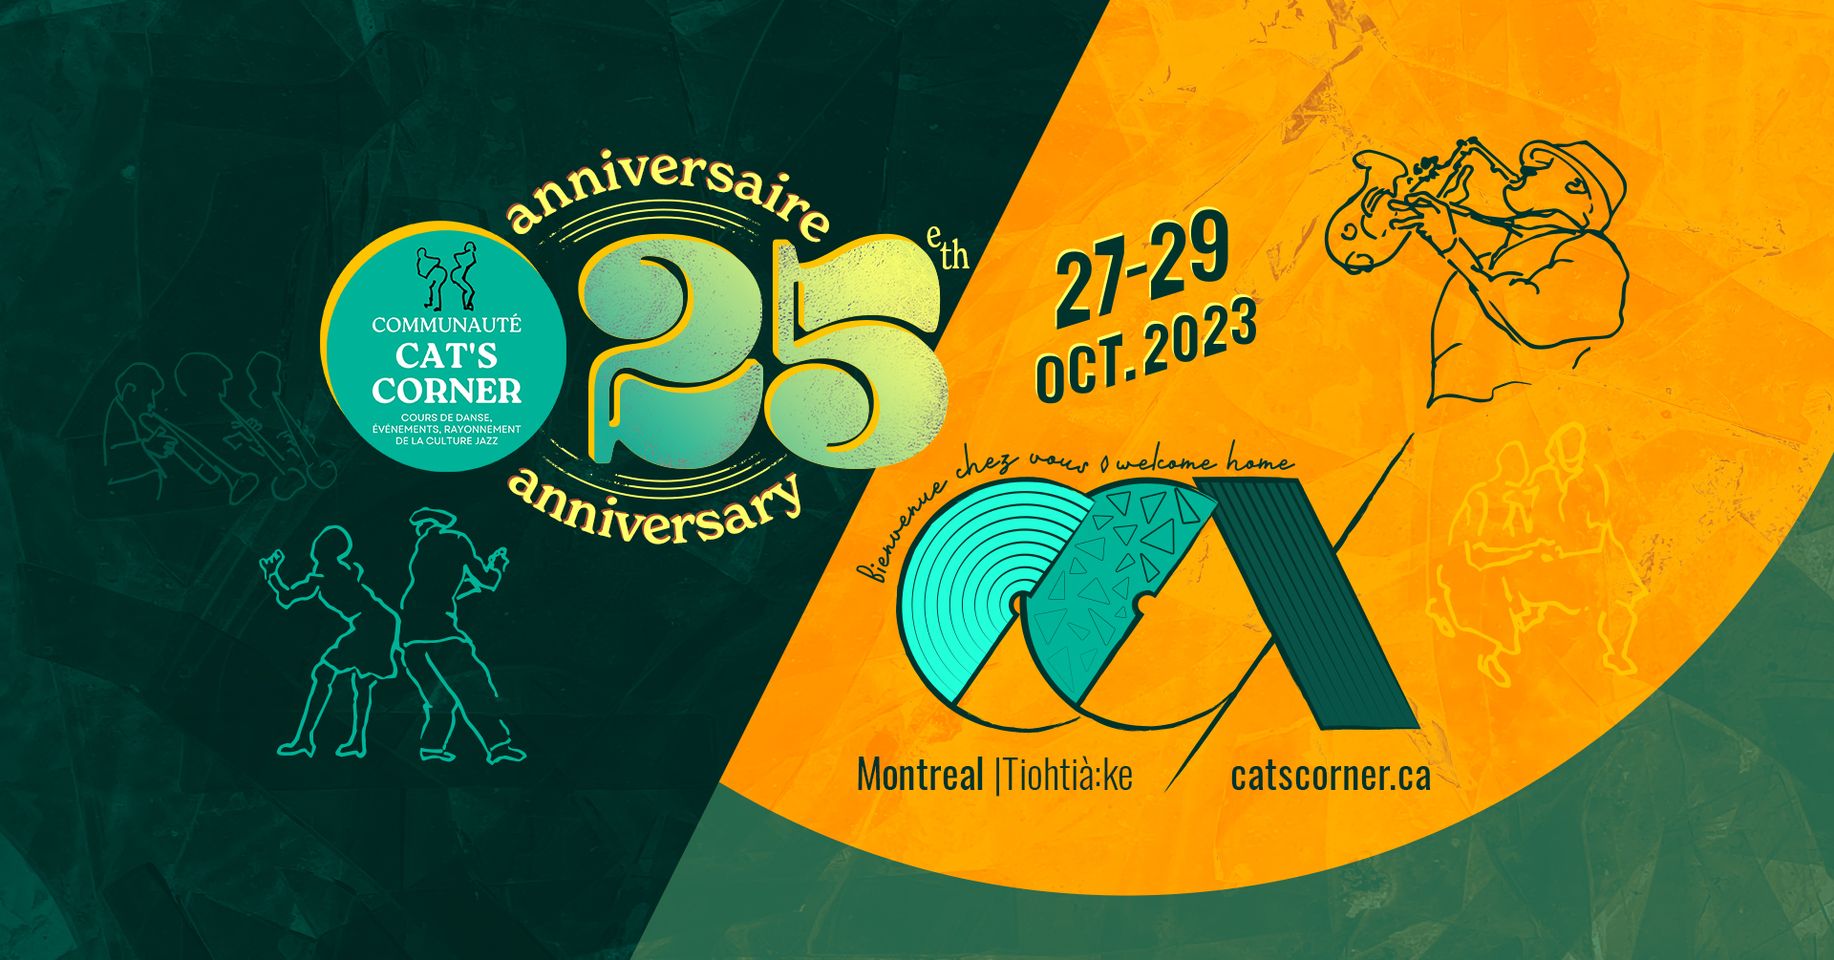 COMMUNAUTÉ
CAT'S
CORNER
COURS DE DANSE,
ÉVÉNEMENTS, RAYONNEMENT
DE LA CULTURE JAZZ
anniversaire
25 e th
anniversary
27-29
OCT. 2023
Bienvenue chez vous ◊ welcome home
Montreal | Tiohtià:ke
catscorner.ca